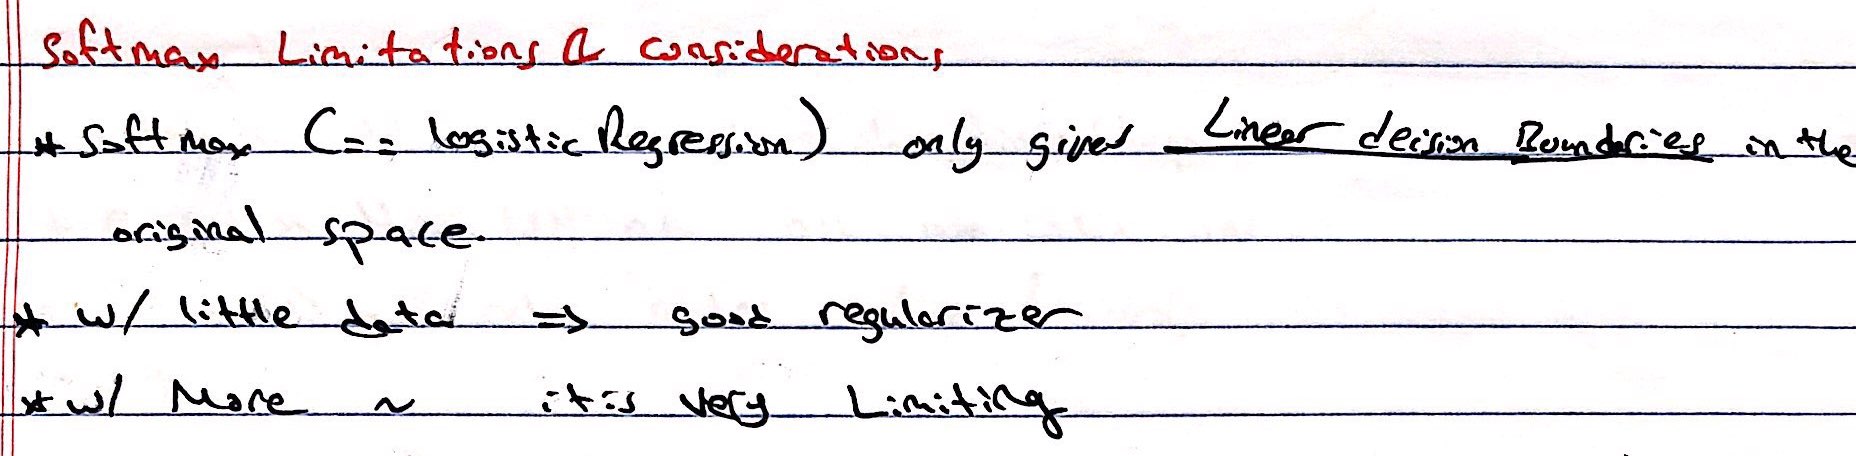 Softmax Limitations & considerations
* Softmax (== logistic Regression) only gives Linear decision Boundaries in the
original space.
* w/ little data => good regularizer
* w/ More ~ it is very Limiting